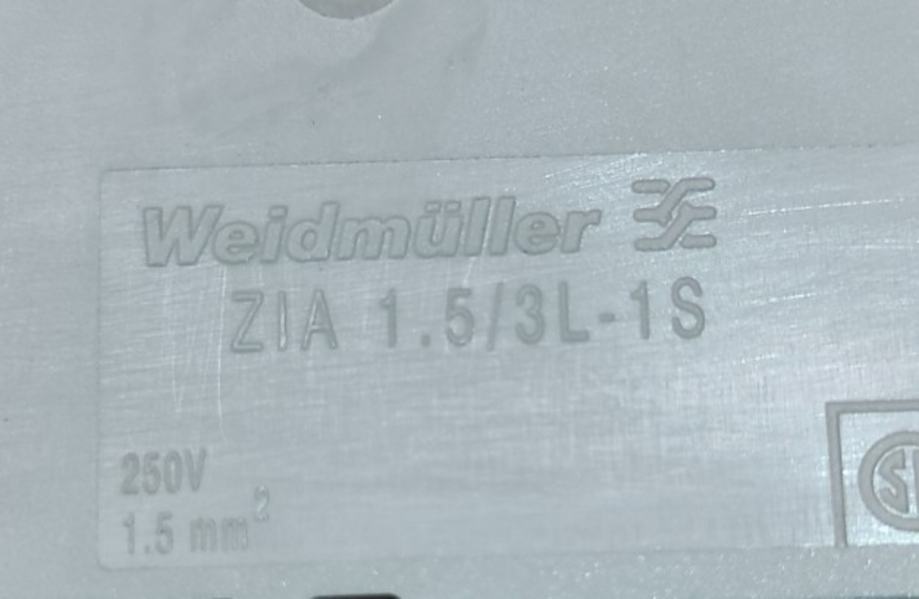 Weidmüller
ZIA 1.5/3L-1S
250V
1.5 mm²